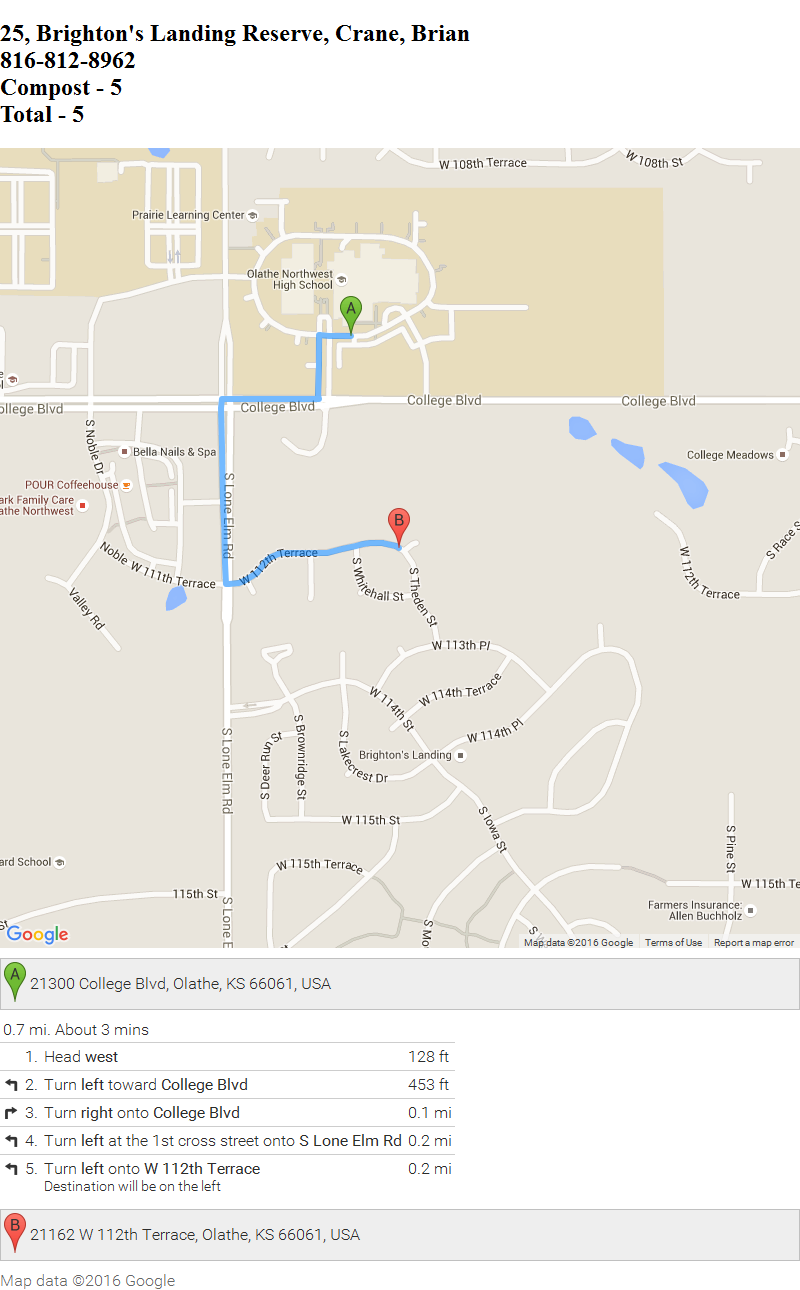 25, Brighton's Landing Reserve, Crane, Brian
816-812-8962
Compost - 5
Total - 5
W 108th Terrace
W 108th St
Prairie Learning Center
Olathe Northwest
High School
A
College Blvd
College Blvd
College Blvd
ollege Blvd
S Noble Dr
Bella Nails & Spa
College Meadows
POUR Coffeehouse
ark Family Care
athe Northwest
S Lone Elm Rd
B
S Race S
Noble W 111th Terrace
W 112th Terrace
W 112th Terrace
S Whitehall St
S Theden St
Valley Rd
W 113th Pl
W 114th Terrace
W 114th St
W 114th Pl
S Deer Run St
S Brownridge St
S Lakecrest Dr
Brighton's Landing
S Lone Elm Rd
W 115th St
S Iowa St
S Pine St
ard School
W 115th Terrace
W 115th Te
115th St
S Lone E
S Mo
Farmers Insurance:
Allen Buchholz
St
S W
Google
Map data ©2016 Google Terms of Use Report a map error
A 21300 College Blvd, Olathe, KS 66061, USA
0.7 mi. About 3 mins
1. Head west 128 ft
2. Turn left toward College Blvd 453 ft
3. Turn right onto College Blvd 0.1 mi
4. Turn left at the 1st cross street onto S Lone Elm Rd 0.2 mi
5. Turn left onto W 112th Terrace 0.2 mi
Destination will be on the left
B 21162 W 112th Terrace, Olathe, KS 66061, USA
Map data ©2016 Google